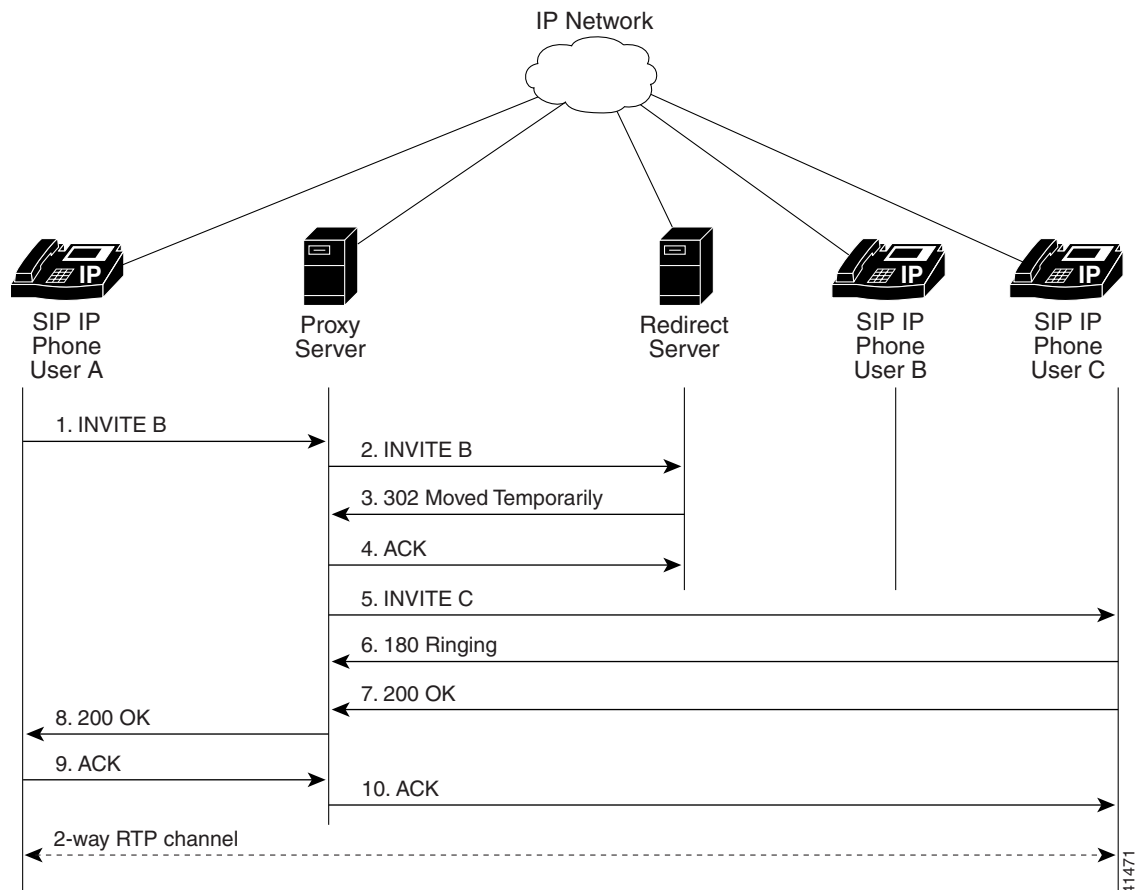 IP Network
IP
IP
IP
SIP IP
Phone
User A
Proxy
Server
Redirect
Server
SIP IP
Phone
User B
SIP IP
Phone
User C
1. INVITE B
2. INVITE B
3. 302 Moved Temporarily
4. ACK
5. INVITE C
6. 180 Ringing
7. 200 OK
8. 200 OK
9. ACK
10. ACK
2-way RTP channel
41471